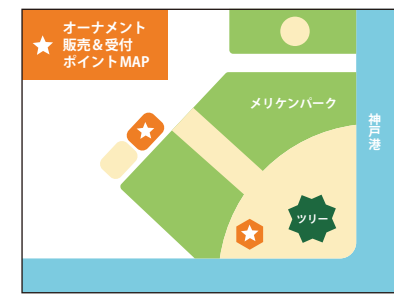 オーナメント
販売＆受付
ポイントMAP
メリケンパーク
神戸港
ツリー